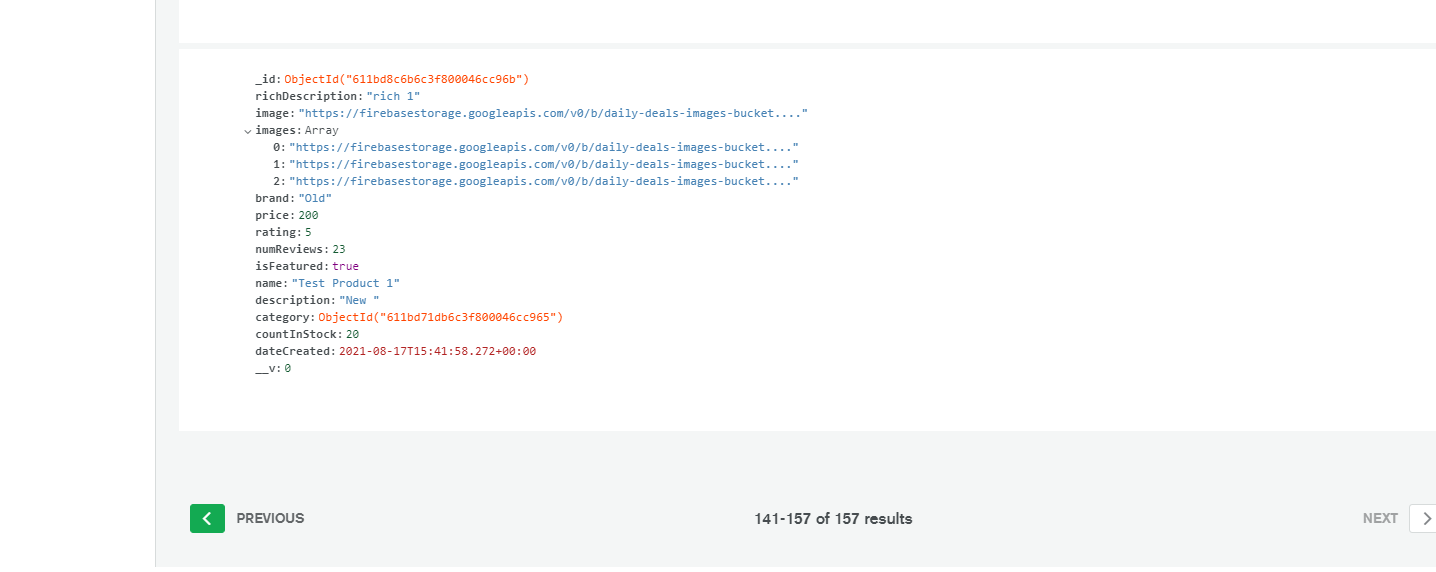 _id: ObjectId("611bd8c6b6c3f800046cc96b")
richDescription: "rich 1"
image: "https://firebasestorage.googleapis.com/v0/b/daily-deals-images-bucket...."
images: Array
0: "https://firebasestorage.googleapis.com/v0/b/daily-deals-images-bucket...."
1: "https://firebasestorage.googleapis.com/v0/b/daily-deals-images-bucket...."
2: "https://firebasestorage.googleapis.com/v0/b/daily-deals-images-bucket...."
brand: "Old"
price: 200
rating: 5
numReviews: 23
isFeatured: true
name: "Test Product 1"
description: "New "
category: ObjectId("611bd71db6c3f800046cc965")
countInStock: 20
dateCreated: 2021-08-17T15:41:58.272+00:00
__v: 0
PREVIOUS 141-157 of 157 results NEXT